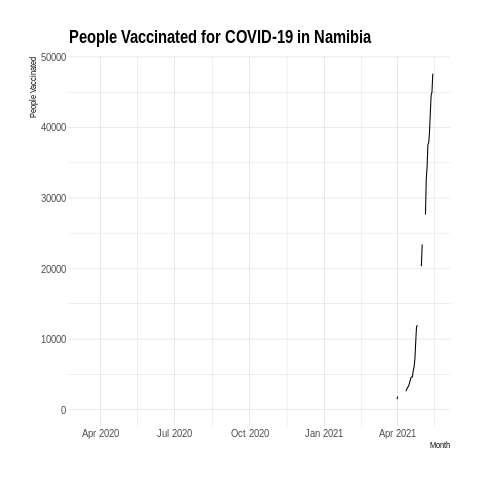 People Vaccinated for COVID-19 in Namibia
People Vaccinated
50000
40000
30000
20000
10000
0
Apr 2020 Jul 2020 Oct 2020 Jan 2021 Apr 2021
Month